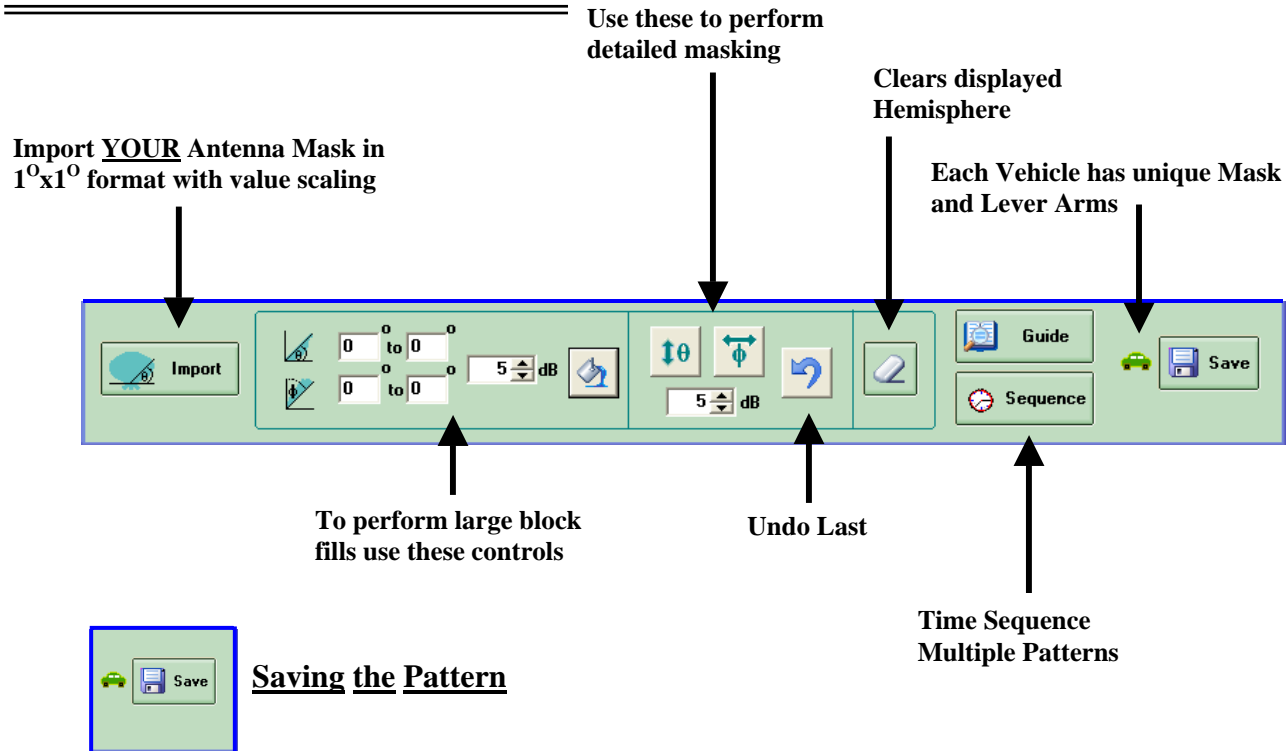 Use these to perform
detailed masking
Clears displayed
Hemisphere
Import YOUR Antenna Mask in
1ᴼx1ᴼ format with value scaling
Each Vehicle has unique Mask
and Lever Arms
Import
θ
0 º to 0 º
ϕ
0 º to 0 º
5 dB
θ
ϕ
5 dB
Guide
Sequence
Save
To perform large block
fills use these controls
Undo Last
Time Sequence
Multiple Patterns
Save
Saving the Pattern